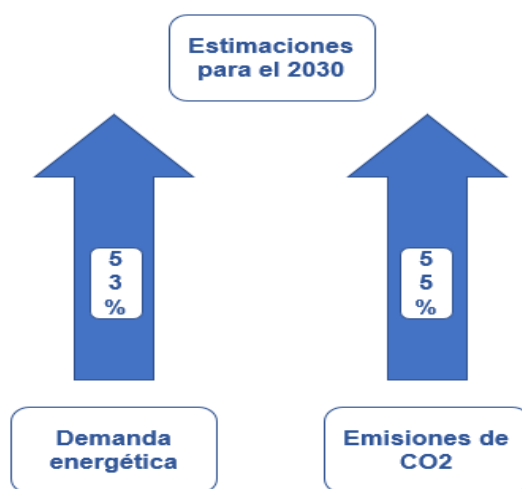 Estimaciones
para el 2030
5
3
%
5
5
%
Demanda
energética
Emisiones de
CO2